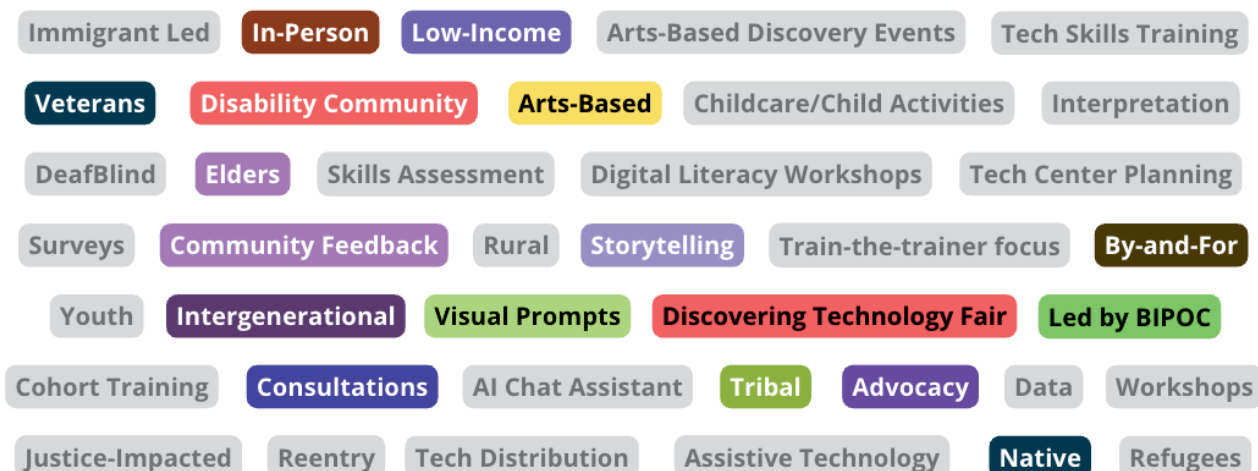 Immigrant Led In-Person Low-Income Arts-Based Discovery Events Tech Skills Training
Veterans Disability Community Arts-Based Childcare/Child Activities Interpretation
DeafBlind Elders Skills Assessment Digital Literacy Workshops Tech Center Planning
Surveys Community Feedback Rural Storytelling Train-the-trainer focus By-and-For
Youth Intergenerational Visual Prompts Discovering Technology Fair Led by BIPOC
Cohort Training Consultations AI Chat Assistant Tribal Advocacy Data Workshops
Justice-Impacted Reentry Tech Distribution Assistive Technology Native Refugees